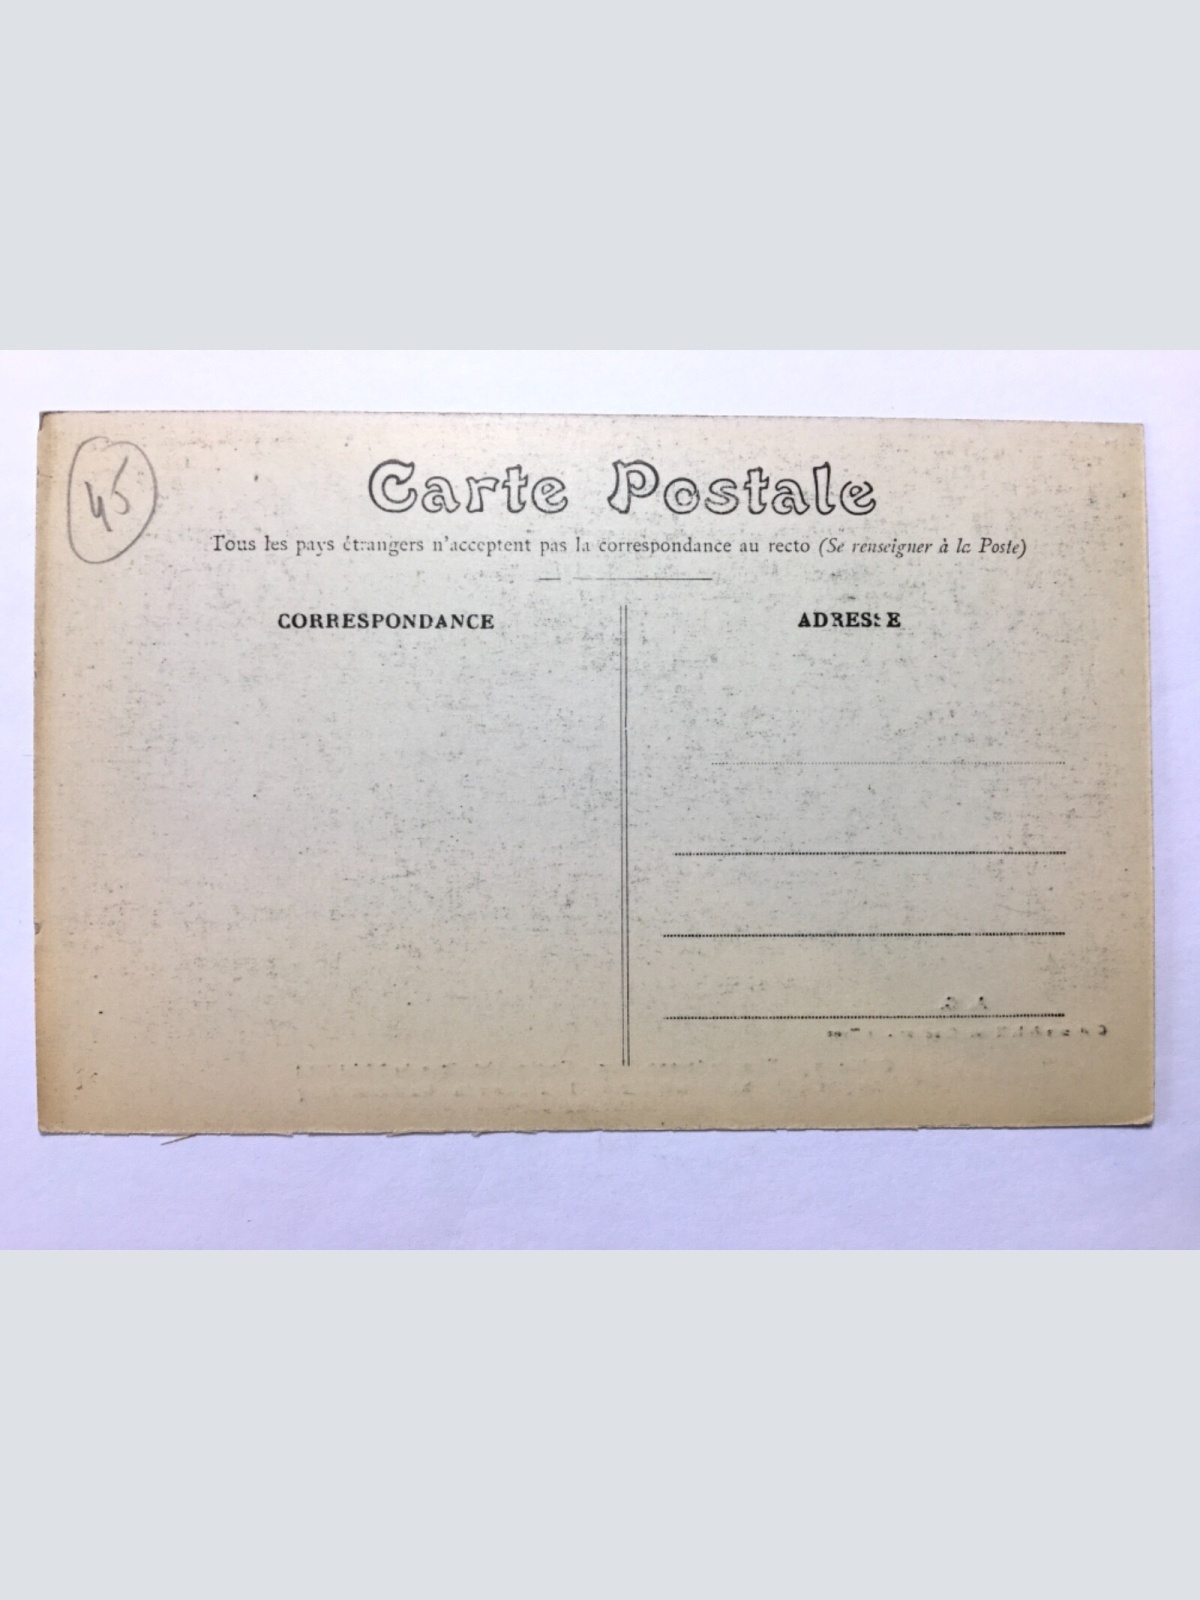 45
Carte Postale
Tous les pays étrangers n'acceptent pas la correspondance au recto (Se renseigner à la Poste)
CORRESPONDANCE
ADRESSE